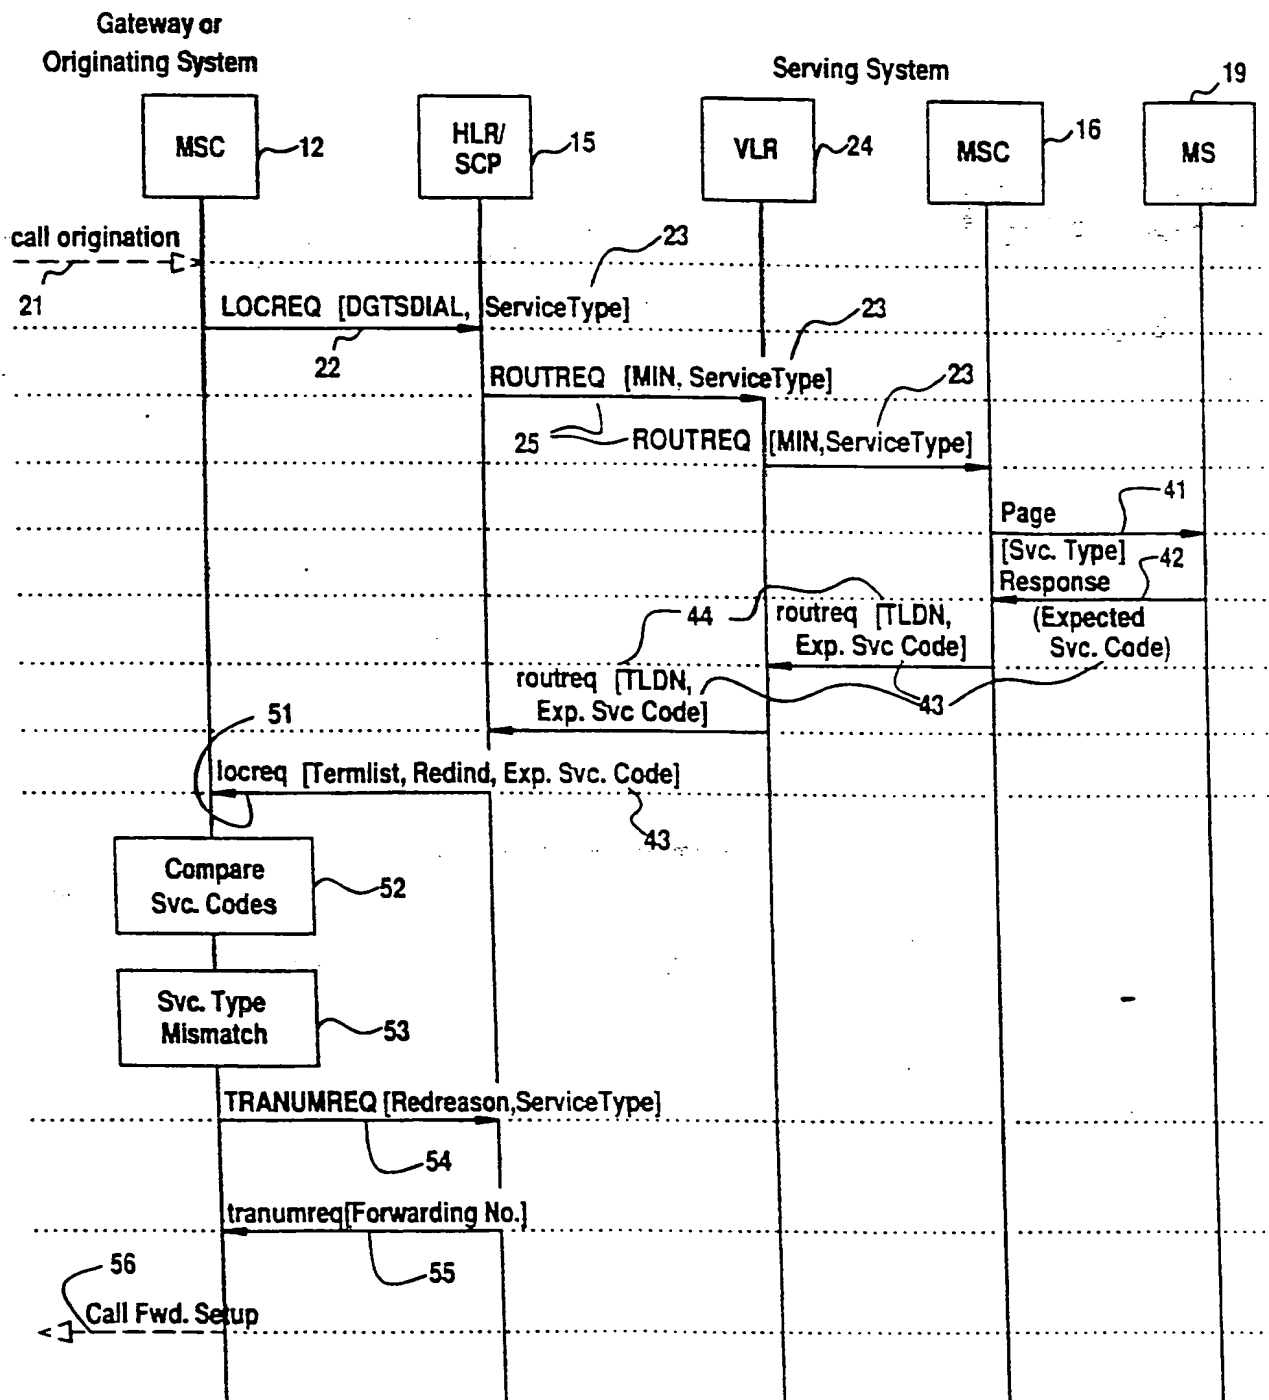 Gateway or
Originating System
Serving System
19
MSC
12
HLR/
SCP
15
VLR
24
MSC
16
MS
call origination
21
23
LOCREQ [DGTSDIAL, ServiceType]
22
23
ROUTREQ [MIN, ServiceType]
23
25
ROUTREQ [MIN,ServiceType]
41
Page
[Svc. Type]
42
Response
44
routreq [TLDN,
Exp. Svc Code]
(Expected
Svc. Code)
routreq [TLDN,
Exp. Svc Code]
43
51
locreq [Termlist, Redind, Exp. Svc. Code]
43
Compare
Svc. Codes
52
Svc. Type
Mismatch
53
TRANUMREQ [Redreason,ServiceType]
54
tranumreq[Forwarding No.]
55
56
Call Fwd. Setup